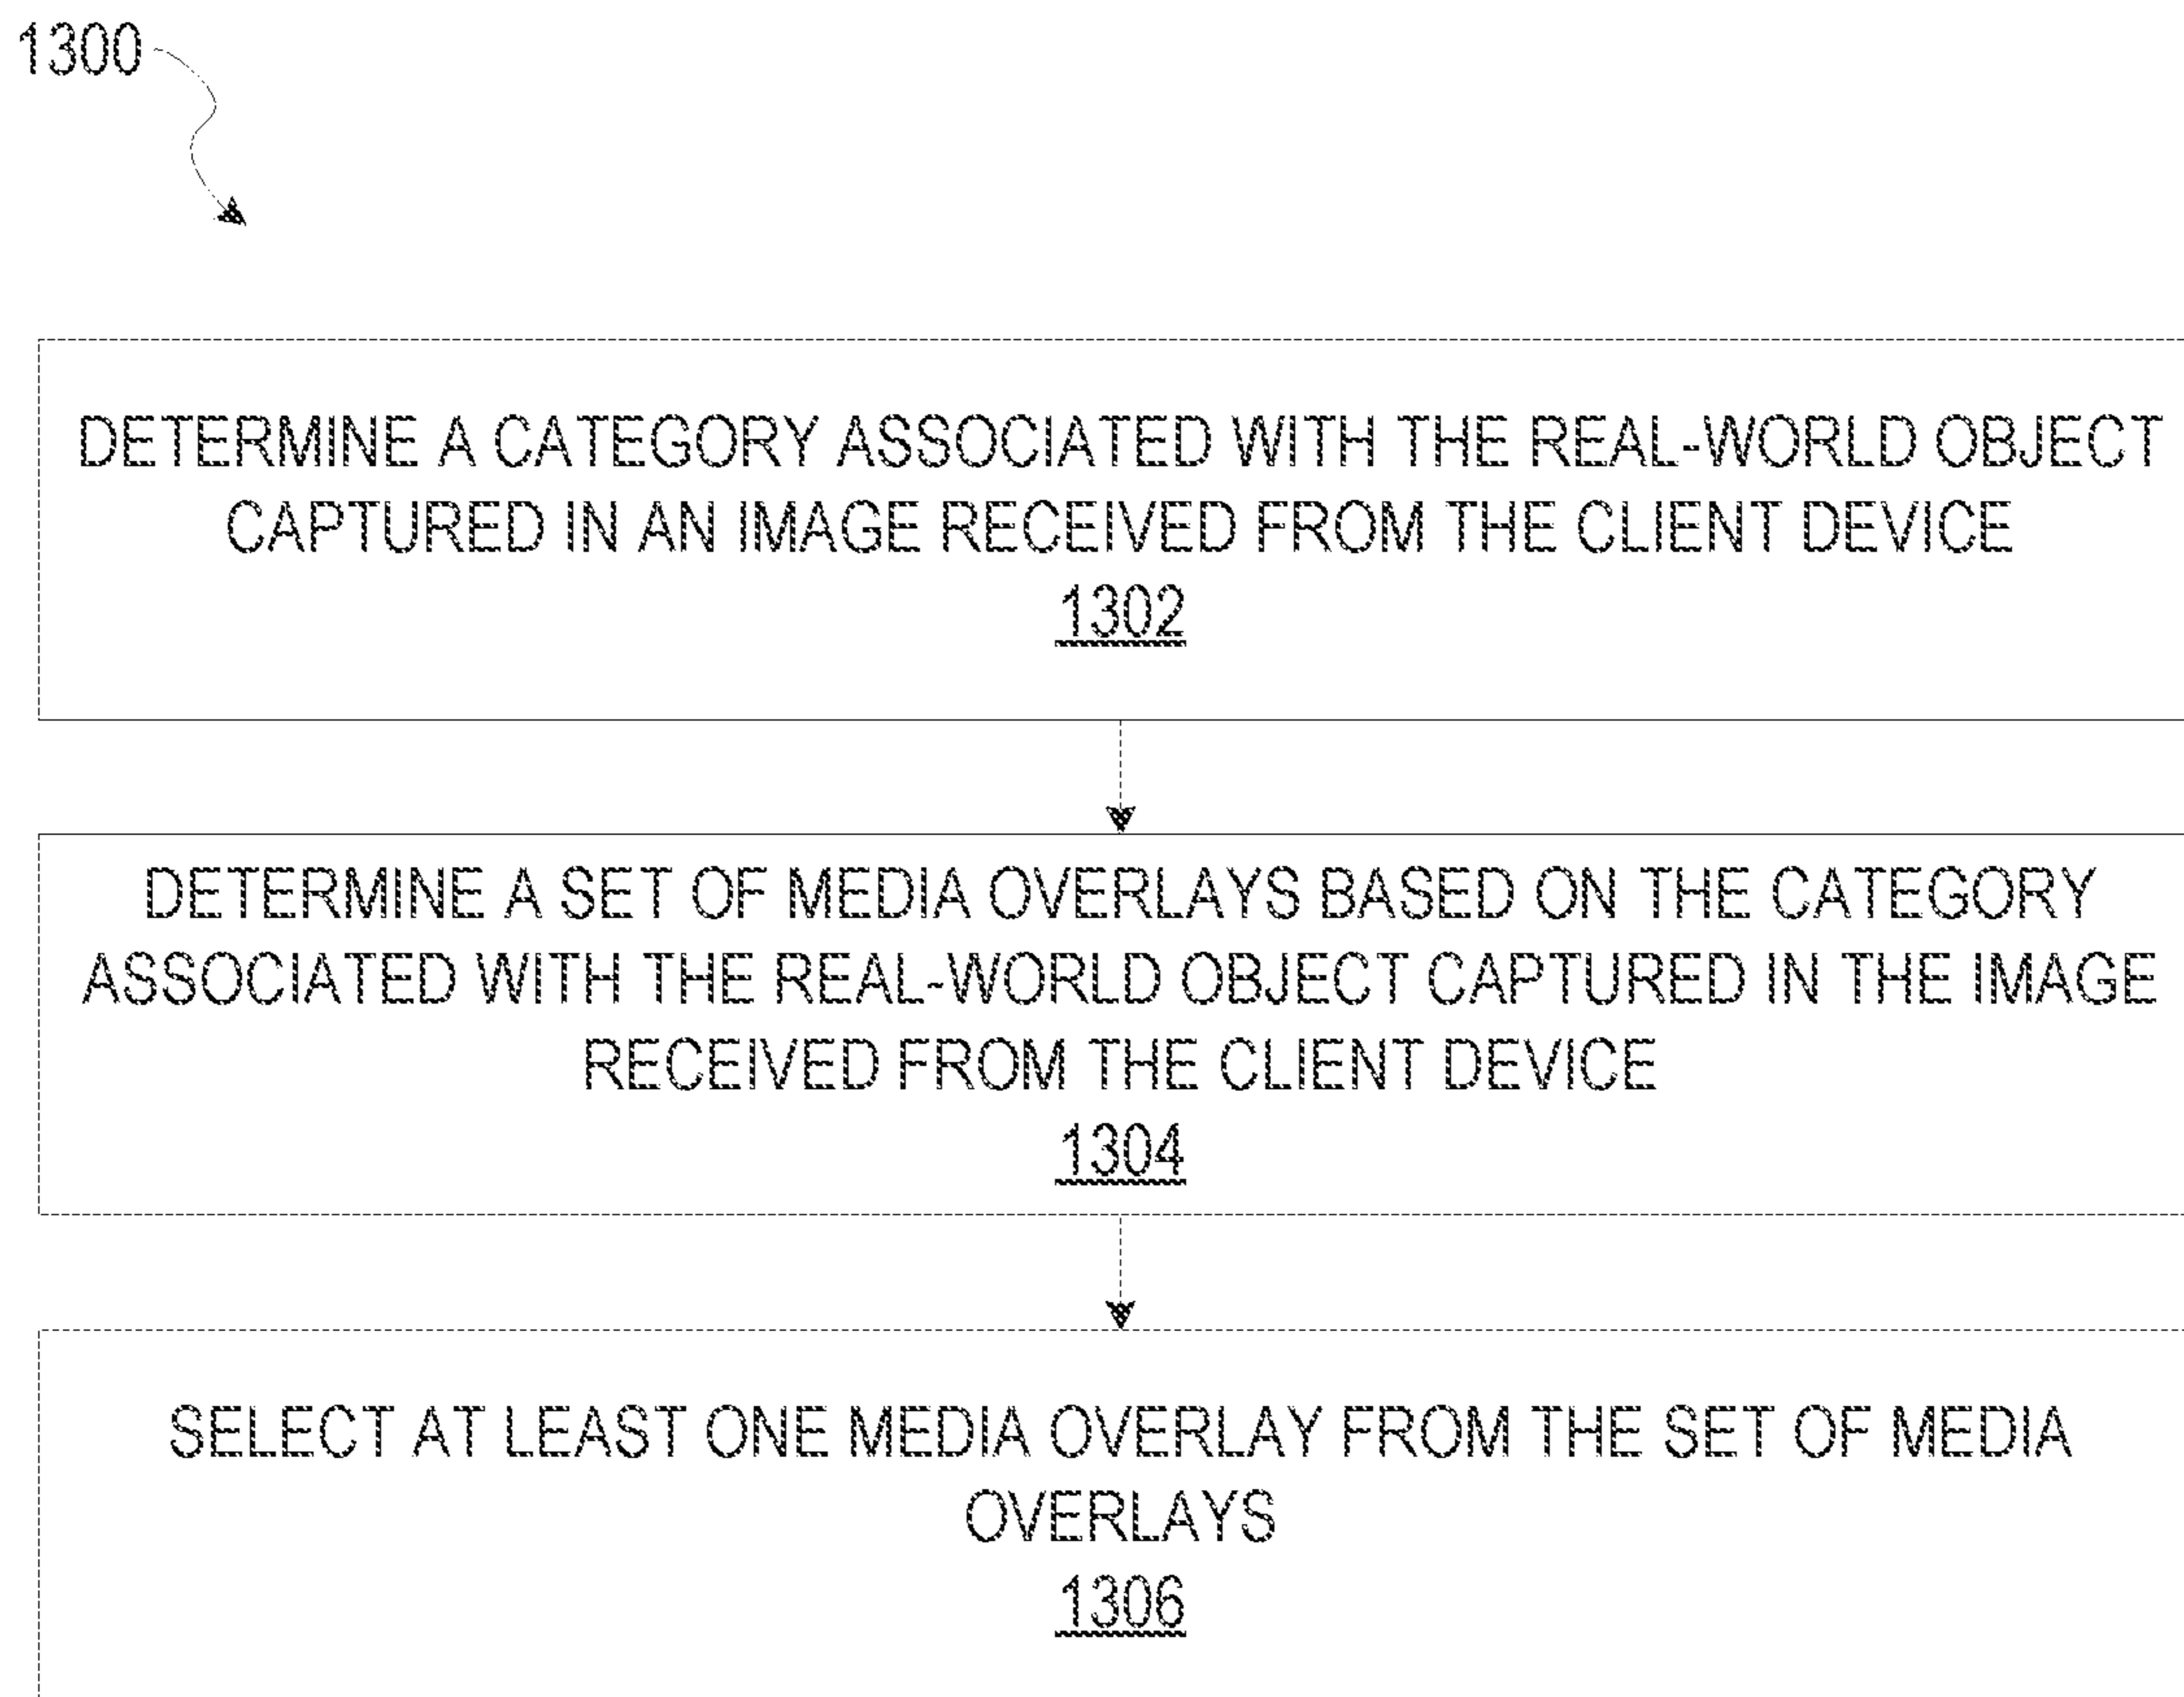 1300
DETERMINE A CATEGORY ASSOCIATED WITH THE REAL-WORLD OBJECT
CAPTURED IN AN IMAGE RECEIVED FROM THE CLIENT DEVICE
1302
DETERMINE A SET OF MEDIA OVERLAYS BASED ON THE CATEGORY
ASSOCIATED WITH THE REAL-WORLD OBJECT CAPTURED IN THE IMAGE
RECEIVED FROM THE CLIENT DEVICE
1304
SELECT AT LEAST ONE MEDIA OVERLAY FROM THE SET OF MEDIA
OVERLAYS
1306